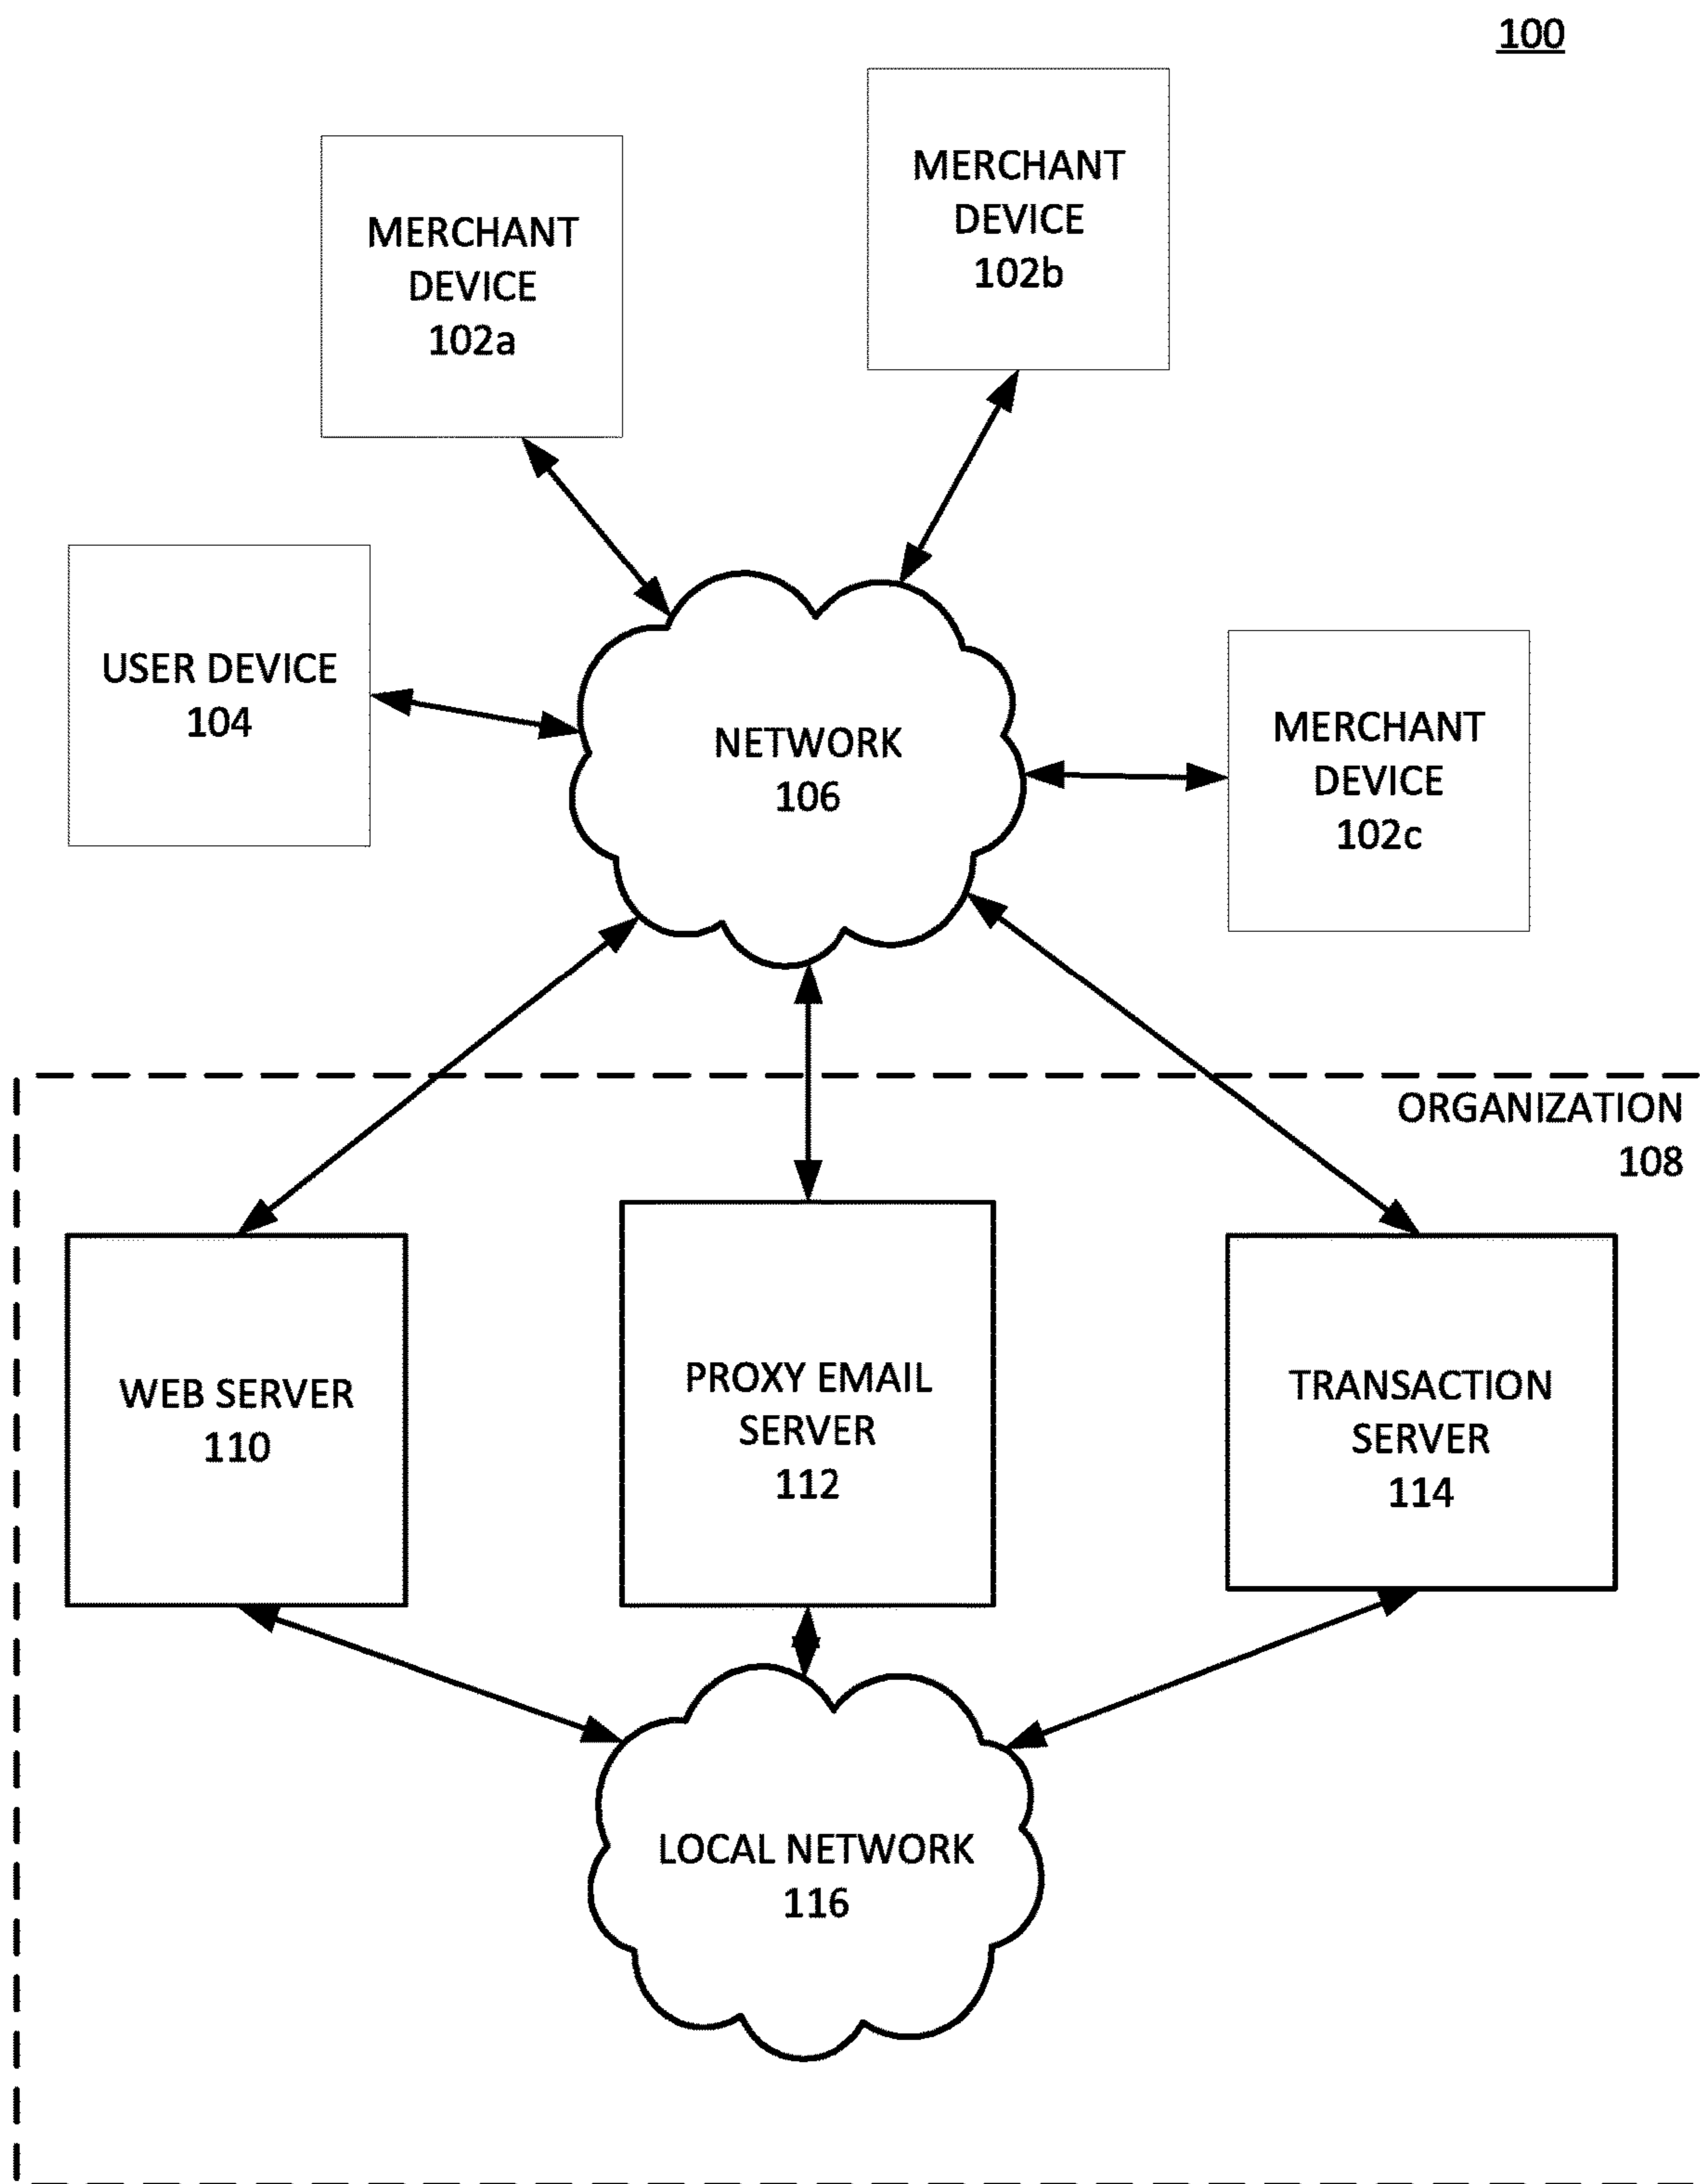 100
MERCHANT
DEVICE
102b
MERCHANT
DEVICE
102a
USER DEVICE
104
NETWORK
106
MERCHANT
DEVICE
102c
ORGANIZATION
108
WEB SERVER
110
PROXY EMAIL
SERVER
112
TRANSACTION
SERVER
114
LOCAL NETWORK
116